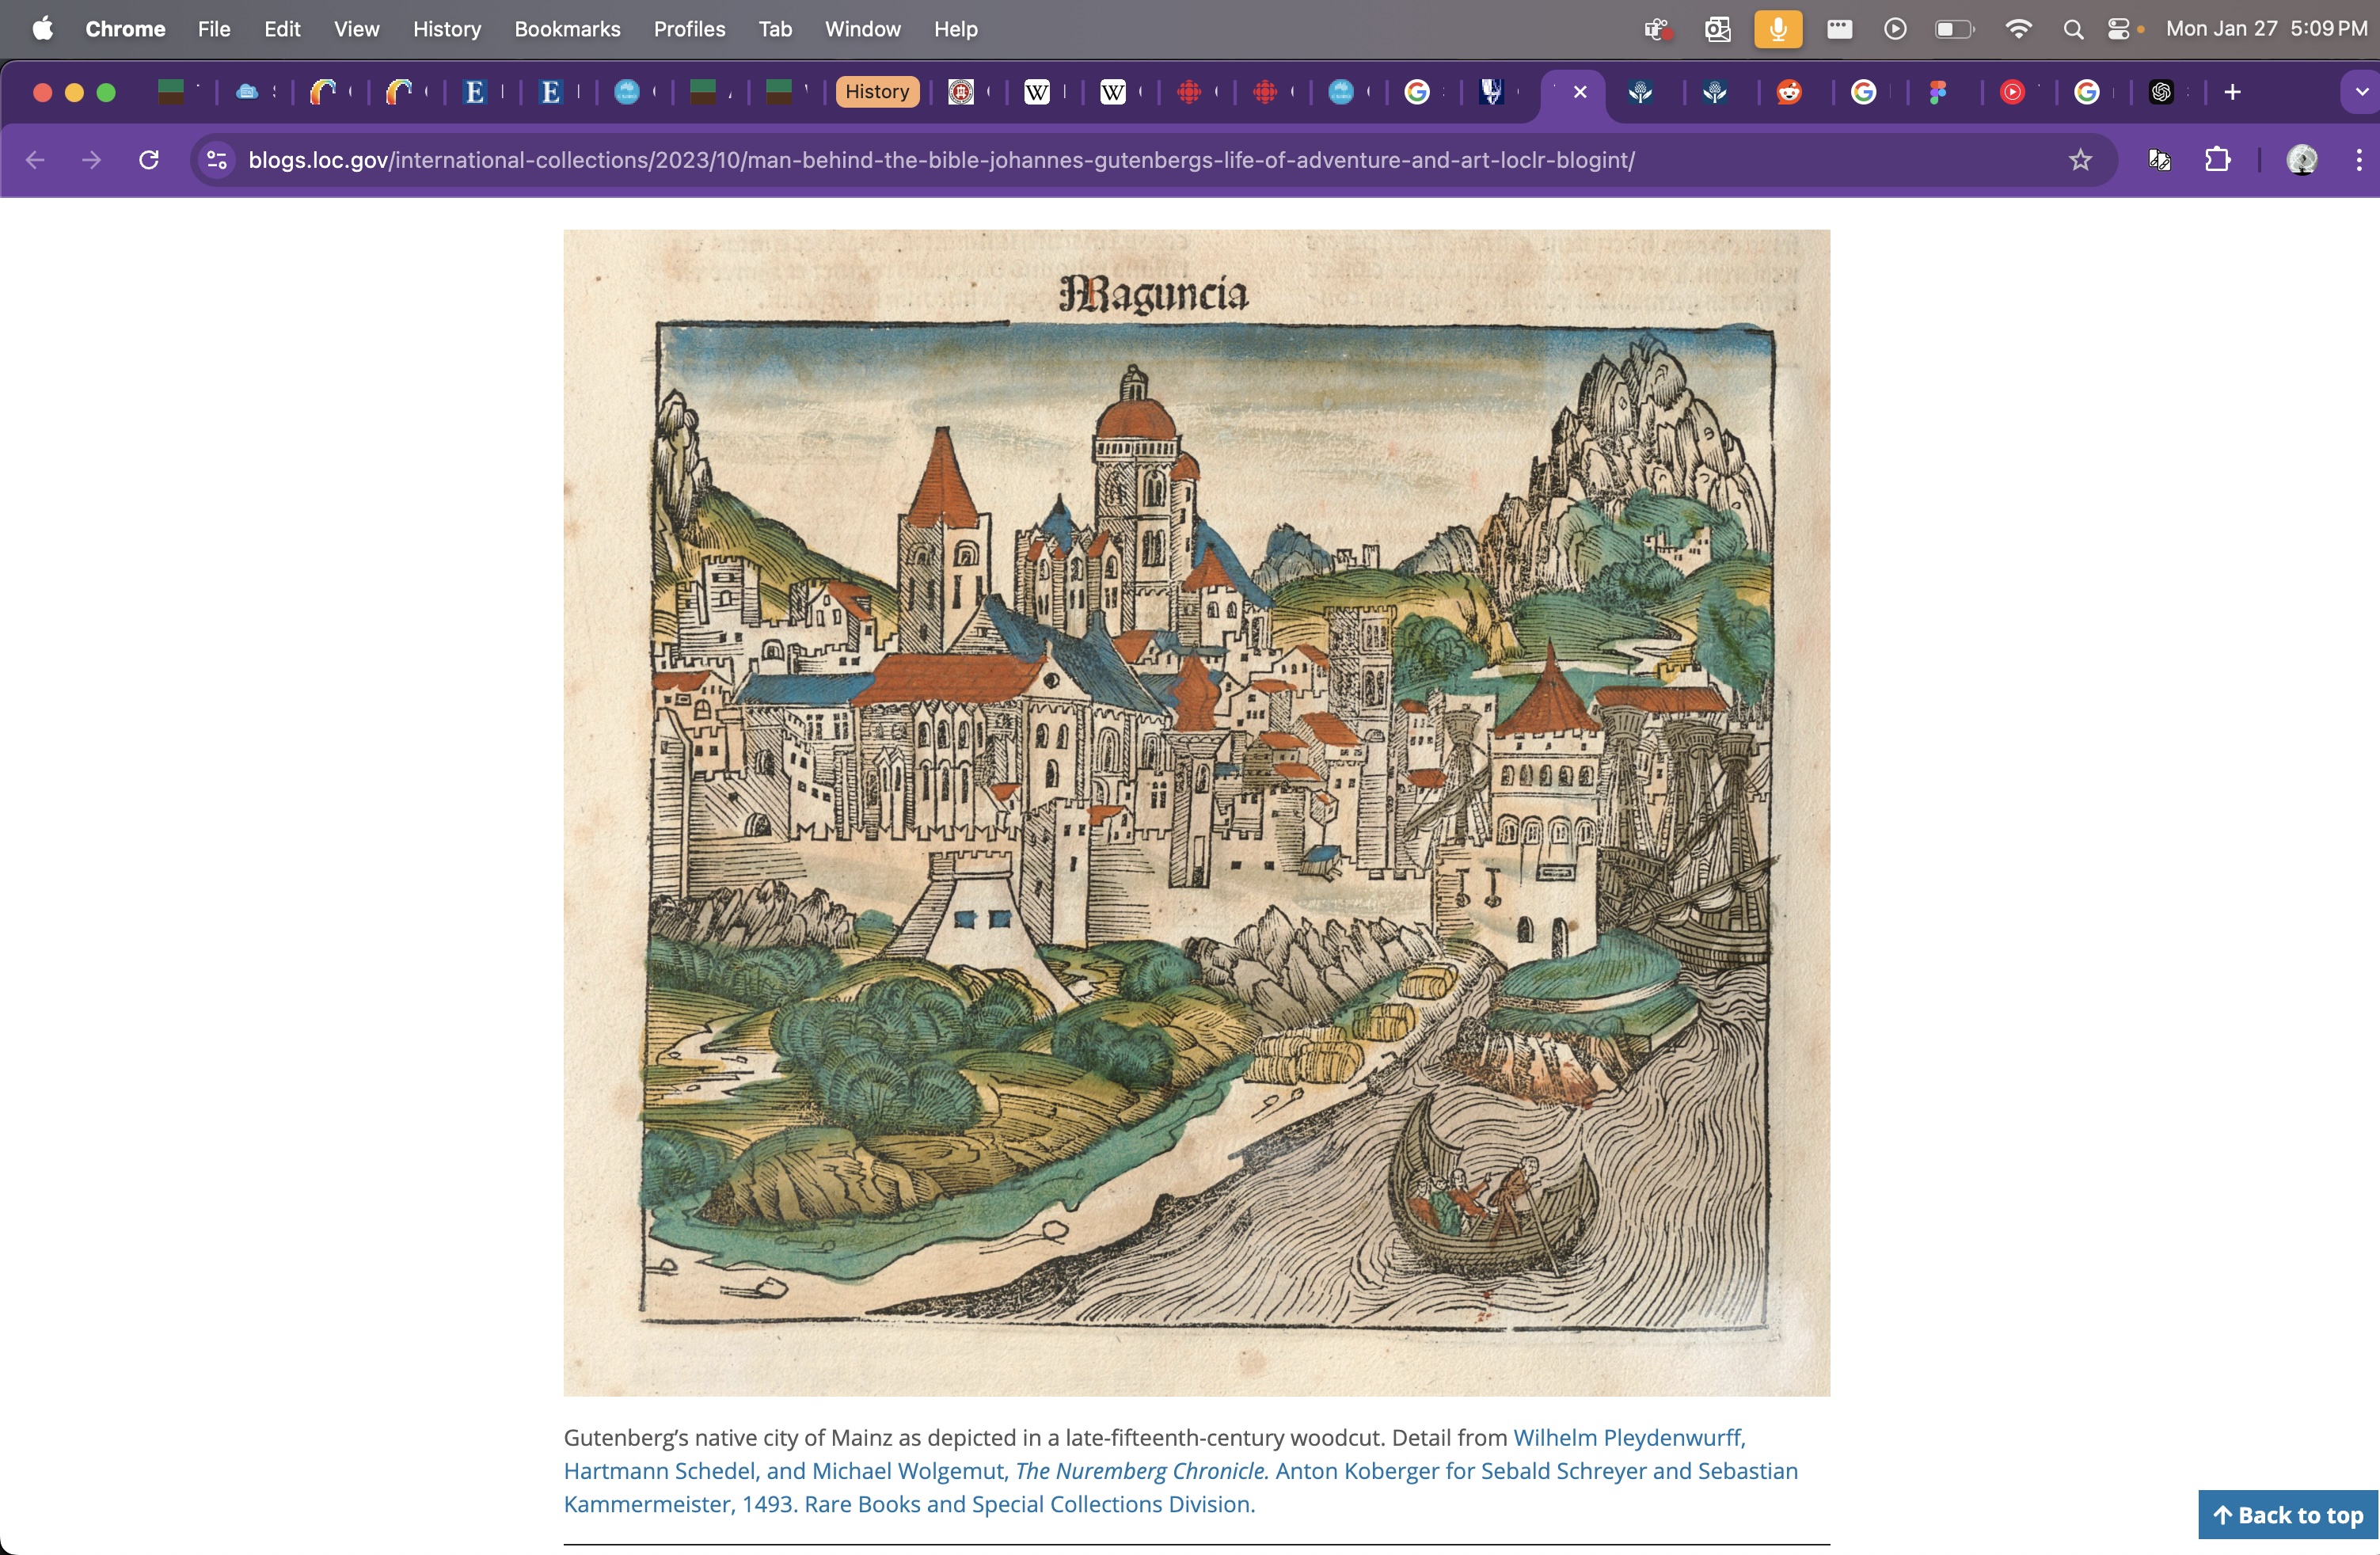 Chrome File Edit View History Bookmarks Profiles Tab Window Help Mon Jan 27 5:09 PM
History
blogs.loc.gov/international-collections/2023/10/man-behind-the-bible-johannes-gutenbergs-life-of-adventure-and-art-loclr-blogint/
Maguncia
Gutenberg’s native city of Mainz as depicted in a late-fifteenth-century woodcut. Detail from Wilhelm Pleydenwurff,
Hartmann Schedel, and Michael Wolgemut, The Nuremberg Chronicle. Anton Koberger for Sebald Schreyer and Sebastian
Kammermeister, 1493. Rare Books and Special Collections Division.
↑ Back to top